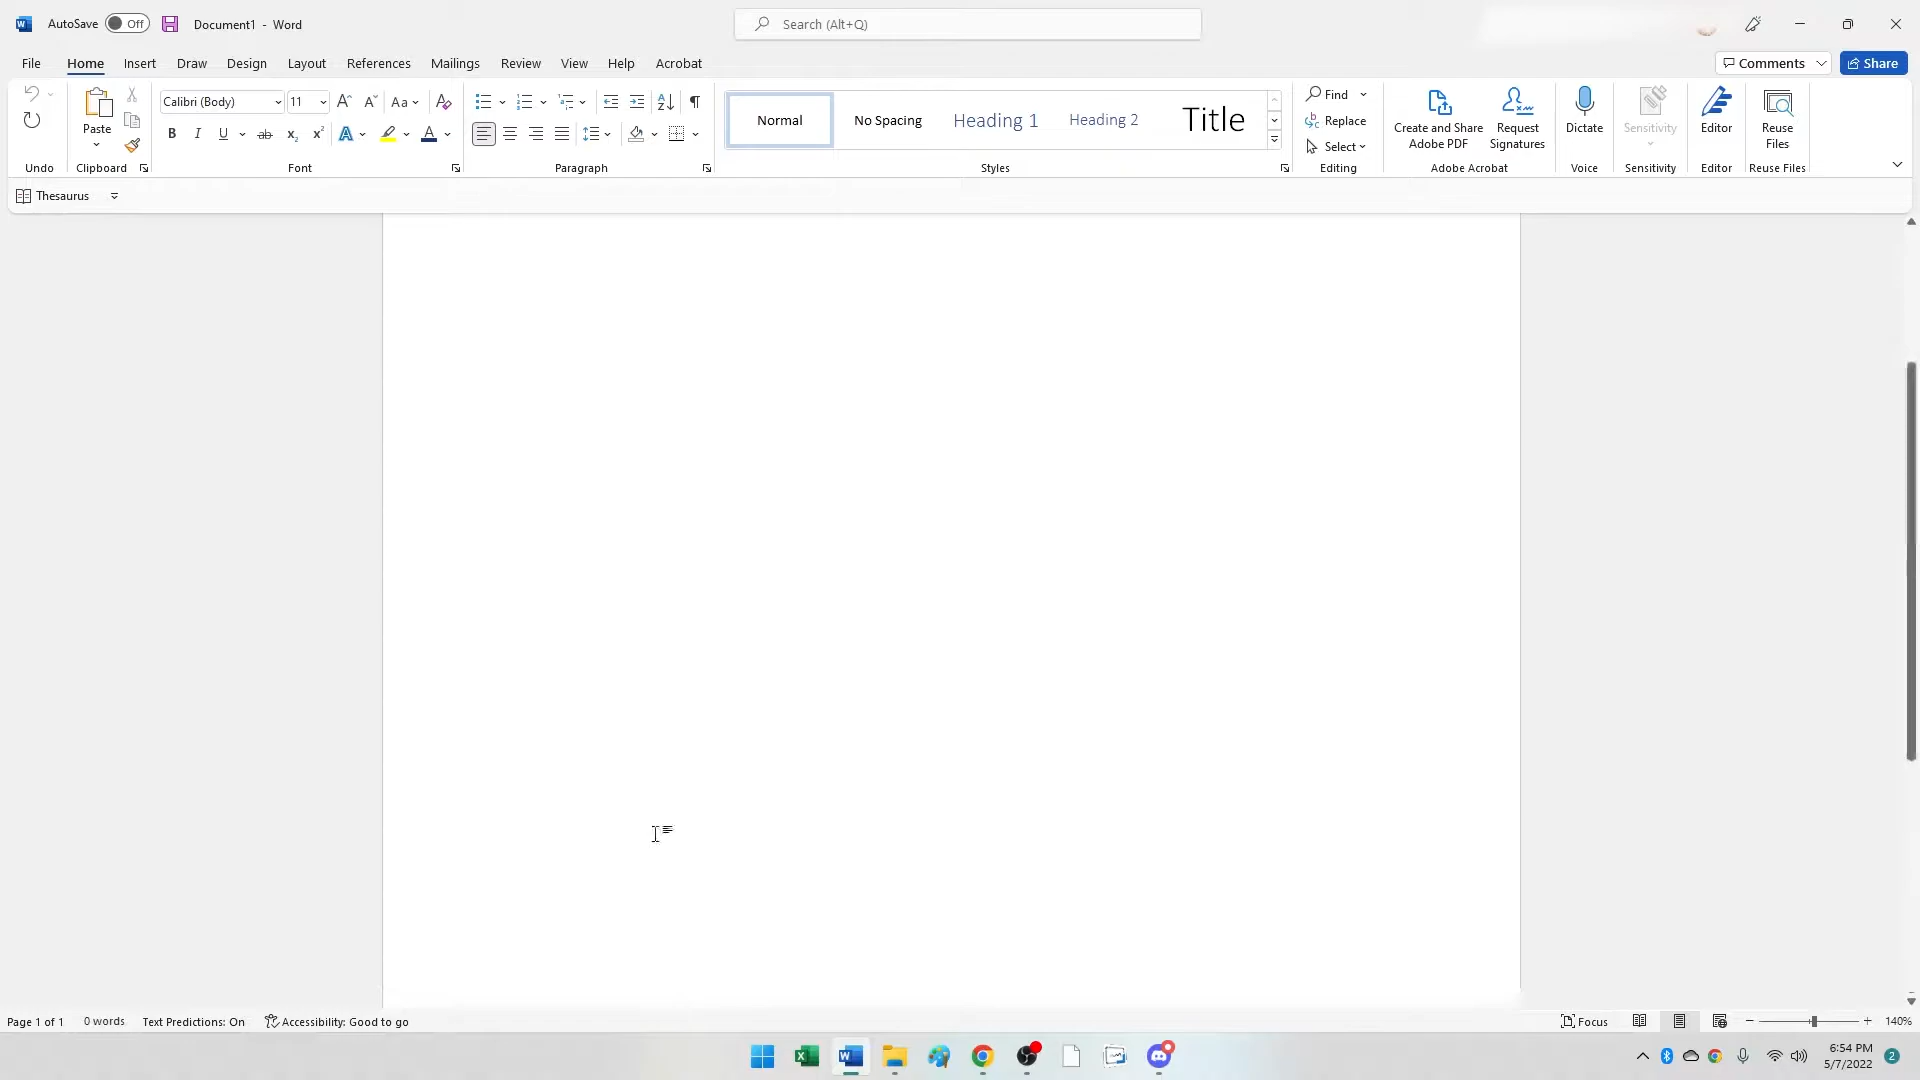 AutoSave Off Document1 - Word Search (Alt+Q)
File Home Insert Draw Design Layout References Mailings Review View Help Acrobat Comments Share
Paste Calibri (Body) 11 Aa Normal No Spacing Heading 1 Heading 2 Title Find Replace Select Create and Share Adobe PDF Request Signatures Dictate Sensitivity Editor Reuse Files
Undo Clipboard Font Paragraph Styles Editing Adobe Acrobat Voice Sensitivity Editor Reuse Files
Thesaurus
Page 1 of 1 0 words Text Predictions: On Accessibility: Good to go Focus 140%
6:54 PM
5/7/2022 2